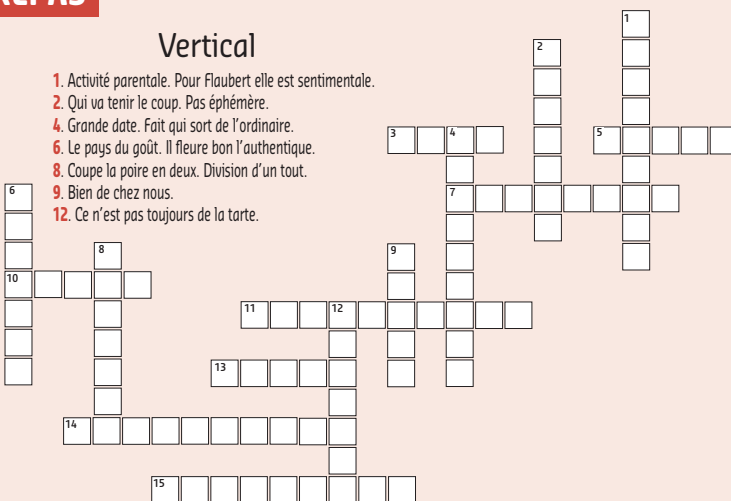 Vertical
1. Activité parentale. Pour Flaubert elle est sentimentale.
2. Qui va tenir le coup. Pas éphémère.
4. Grande date. Fait qui sort de l'ordinaire.
6. Le pays du goût. Il fleure bon l'authentique.
8. Coupe la poire en deux. Division d'un tout.
9. Bien de chez nous.
12. Ce n'est pas toujours de la tarte.
1
2
3
4
5
6
7
8
9
10
11
12
13
14
15